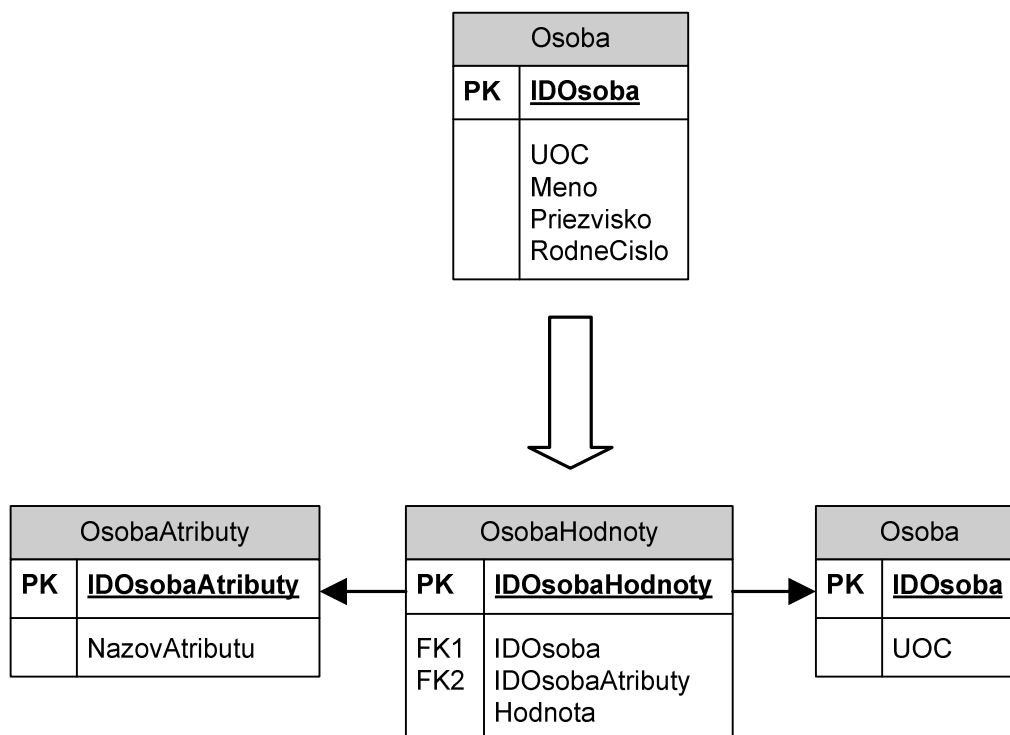 Osoba
PK IDOsoba
UOC
Meno
Priezvisko
RodneCislo
OsobaAtributy
PK IDOsobaAtributy
NazovAtributu
OsobaHodnoty
PK IDOsobaHodnoty
FK1 IDOsoba
FK2 IDOsobaAtributy
Hodnota
Osoba
PK IDOsoba
UOC